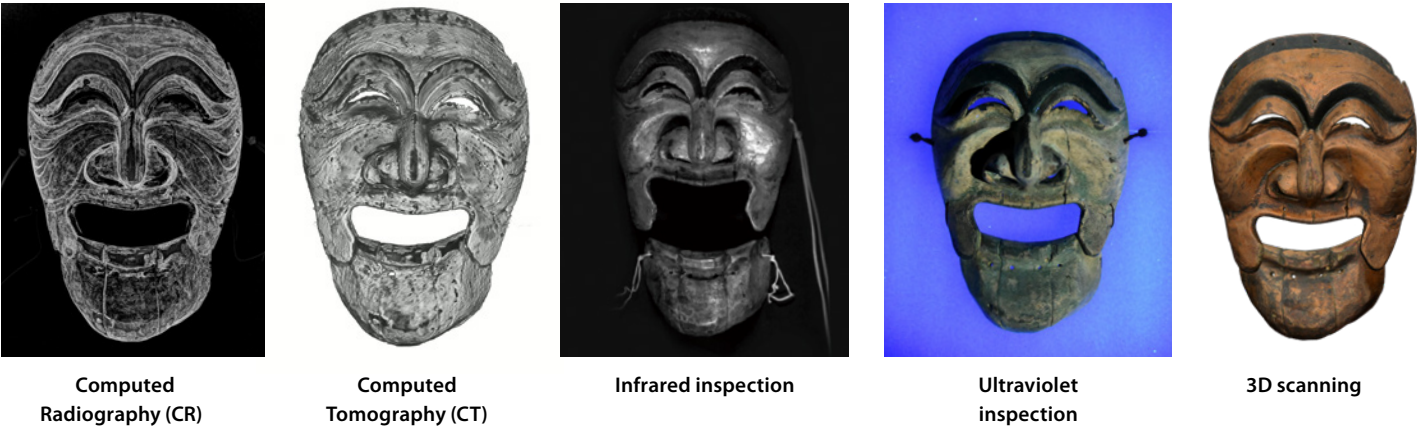 Computed
Radiography (CR)
Computed
Tomography (CT)
Infrared inspection
Ultraviolet
inspection
3D scanning